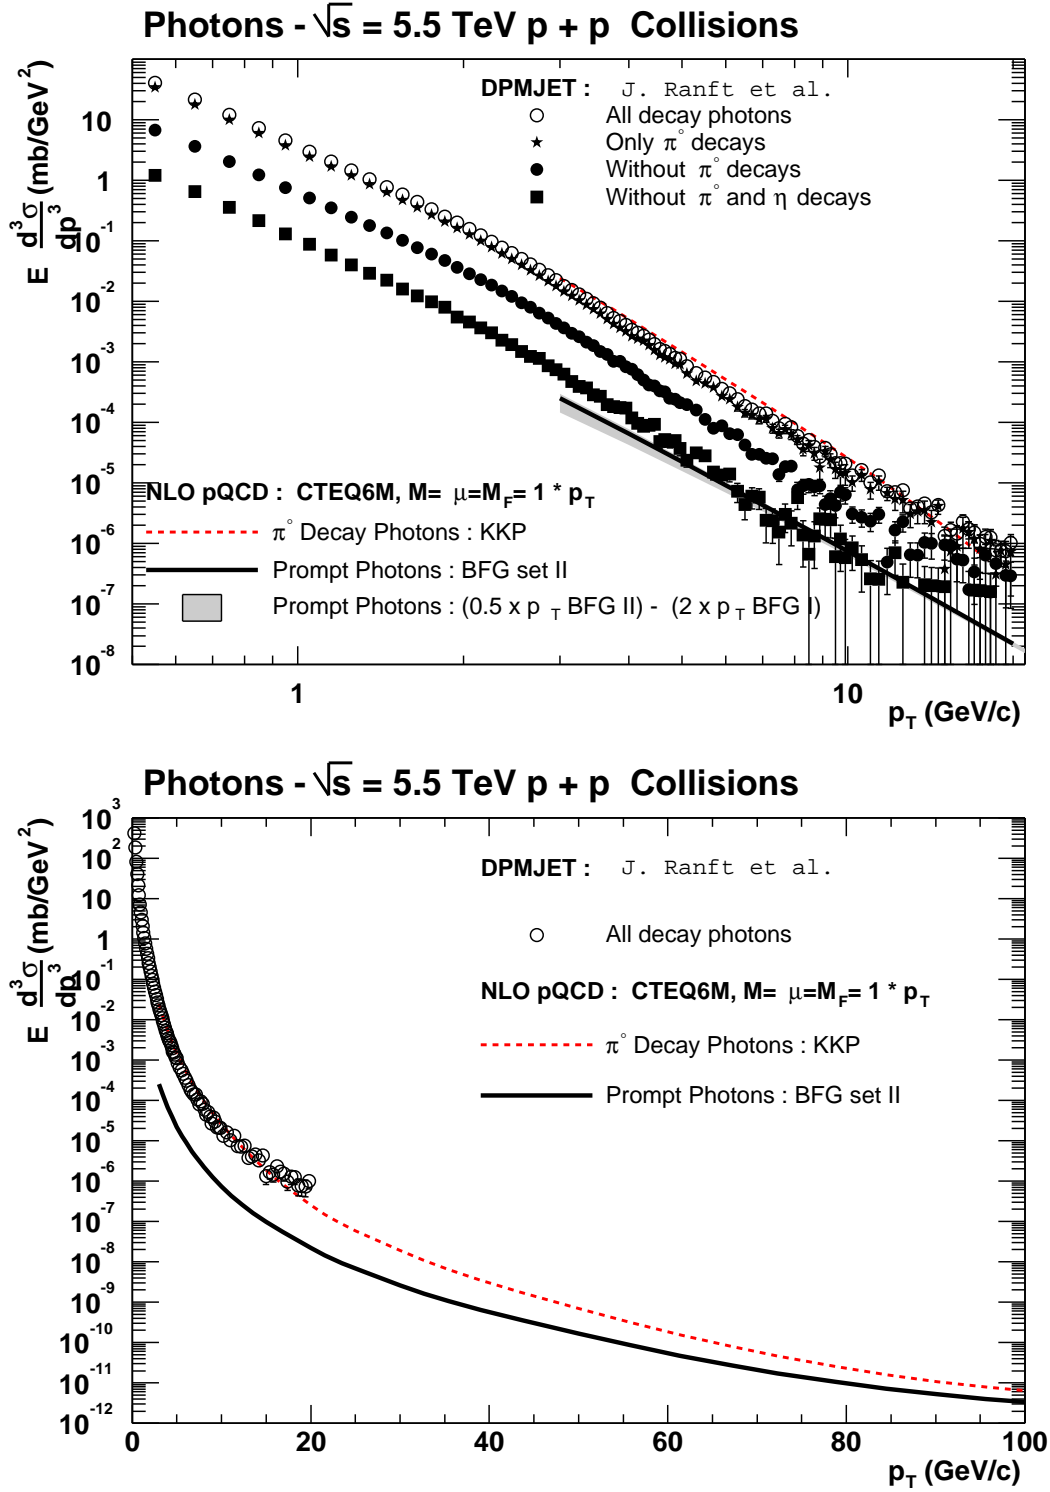 Photons - √s = 5.5 TeV p + p Collisions
E d³σ/dp³ (mb/GeV²)
DPMJET : J. Ranft et al.
All decay photons
Only π° decays
Without π° decays
Without π° and η decays
NLO pQCD : CTEQ6M, M= μ=M_F= 1 * p_T
π° Decay Photons : KKP
Prompt Photons : BFG set II
Prompt Photons : (0.5 x p_T BFG II) - (2 x p_T BFG I)
10
1
10⁻¹
10⁻²
10⁻³
10⁻⁴
10⁻⁵
10⁻⁶
10⁻⁷
10⁻⁸
1 10
p_T (GeV/c)
Photons - √s = 5.5 TeV p + p Collisions
E d³σ/dp³ (mb/GeV²)
DPMJET : J. Ranft et al.
All decay photons
NLO pQCD : CTEQ6M, M= μ=M_F= 1 * p_T
π° Decay Photons : KKP
Prompt Photons : BFG set II
10³
10²
10
1
10⁻¹
10⁻²
10⁻³
10⁻⁴
10⁻⁵
10⁻⁶
10⁻⁷
10⁻⁸
10⁻⁹
10⁻¹⁰
10⁻¹¹
10⁻¹²
0 20 40 60 80 100
p_T (GeV/c)